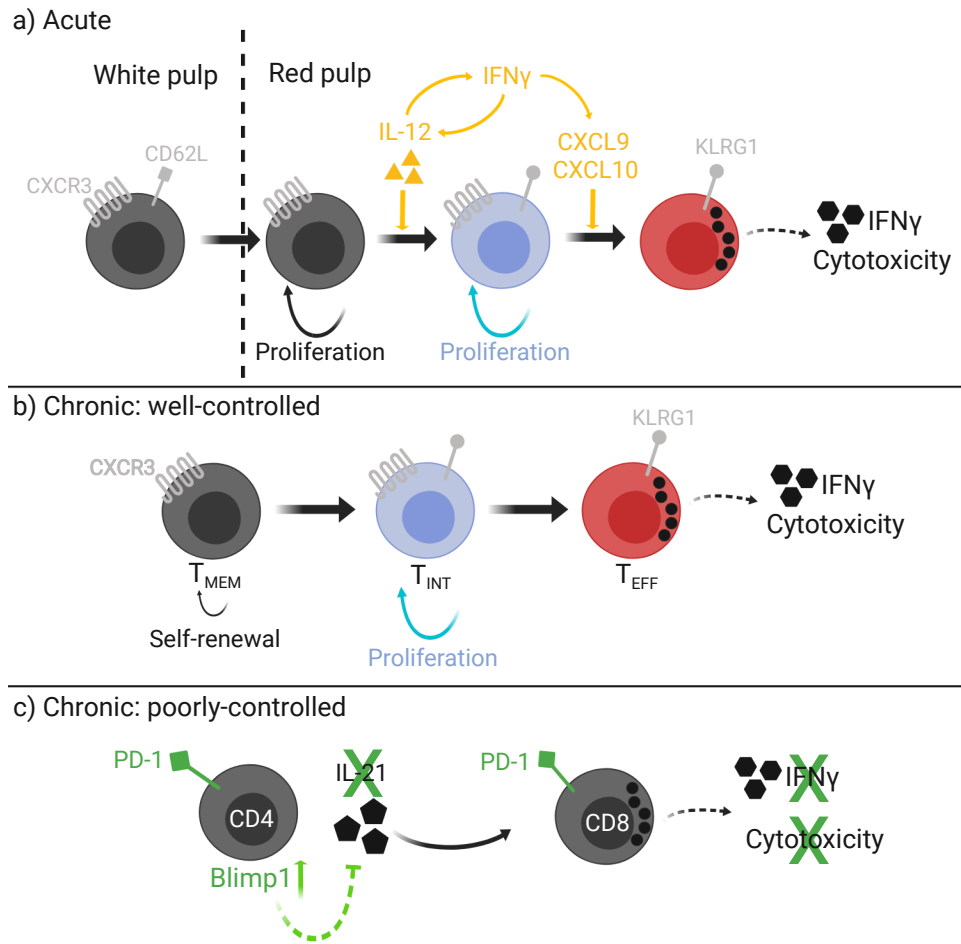 a) Acute
White pulp
Red pulp
IFNγ
IL-12
CXCL9
CXCL10
CXCR3
CD62L
KLRG1
IFNγ
Cytotoxicity
Proliferation
Proliferation
b) Chronic: well-controlled
CXCR3
KLRG1
IFNγ
Cytotoxicity
TMEM
TINT
TEFF
Self-renewal
Proliferation
c) Chronic: poorly-controlled
PD-1
IL-21
PD-1
IFNγ
CD4
CD8
Cytotoxicity
Blimp1